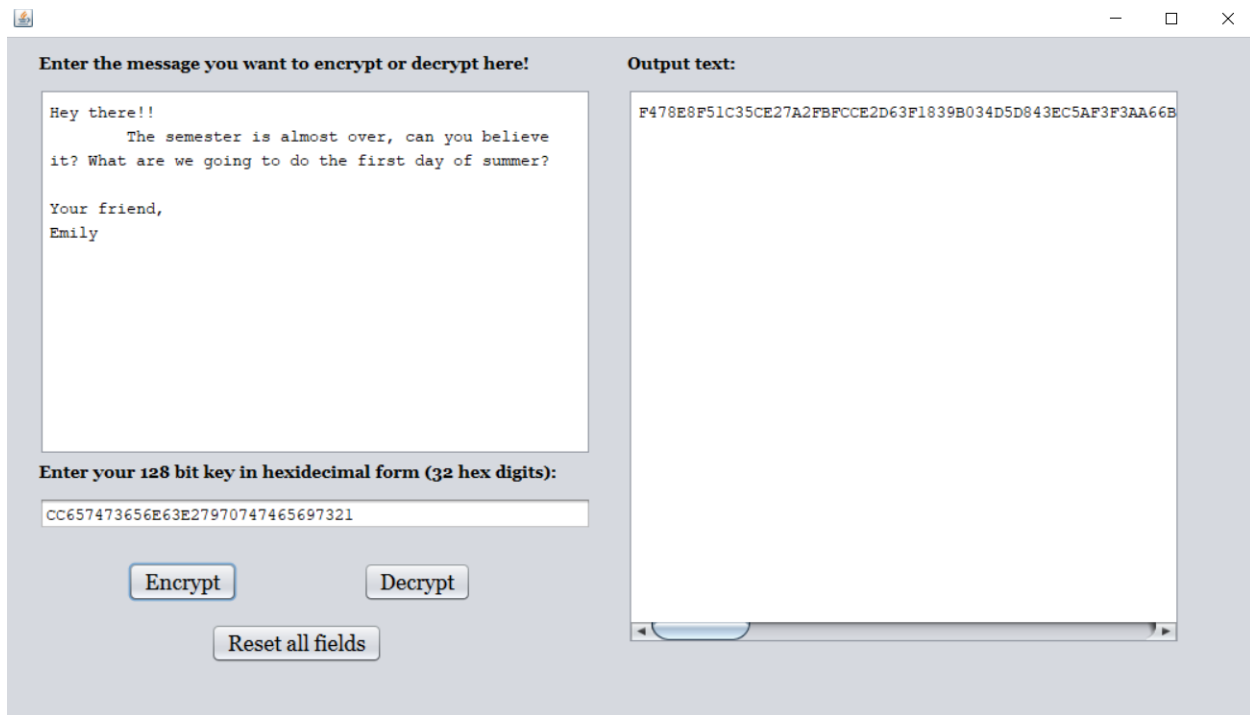 Enter the message you want to encrypt or decrypt here!
Hey there!!
The semester is almost over, can you believe
it? What are we going to do the first day of summer?
Your friend,
Emily
Enter your 128 bit key in hexidecimal form (32 hex digits):
CC657473656E63E27970747465697321
Encrypt
Decrypt
Reset all fields
Output text:
F478E8F51C35CE27A2FBFCCE2D63F1839B034D5D843EC5AF3F3AA66B